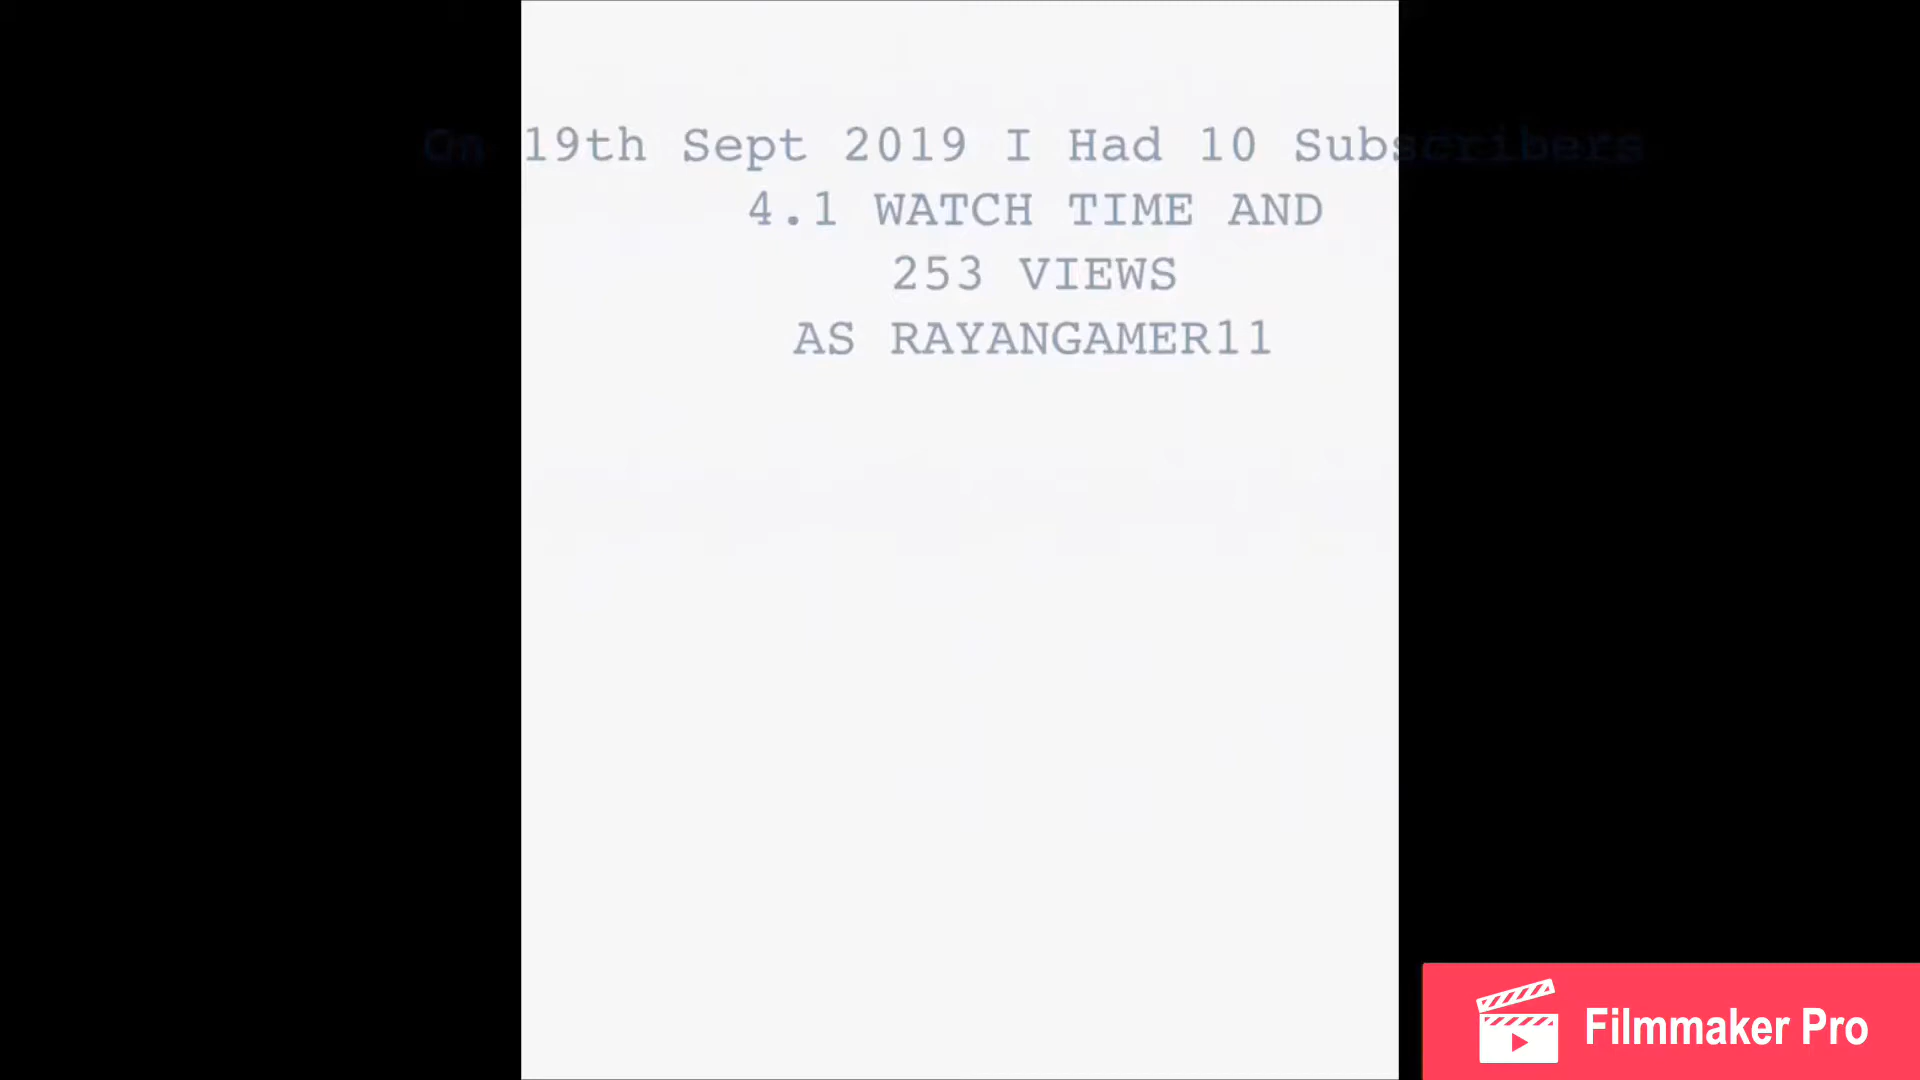 On 19th Sept 2019 I Had 10 Subscribers
4.1 WATCH TIME AND
253 VIEWS
AS RAYANGAMER11
Filmmaker Pro